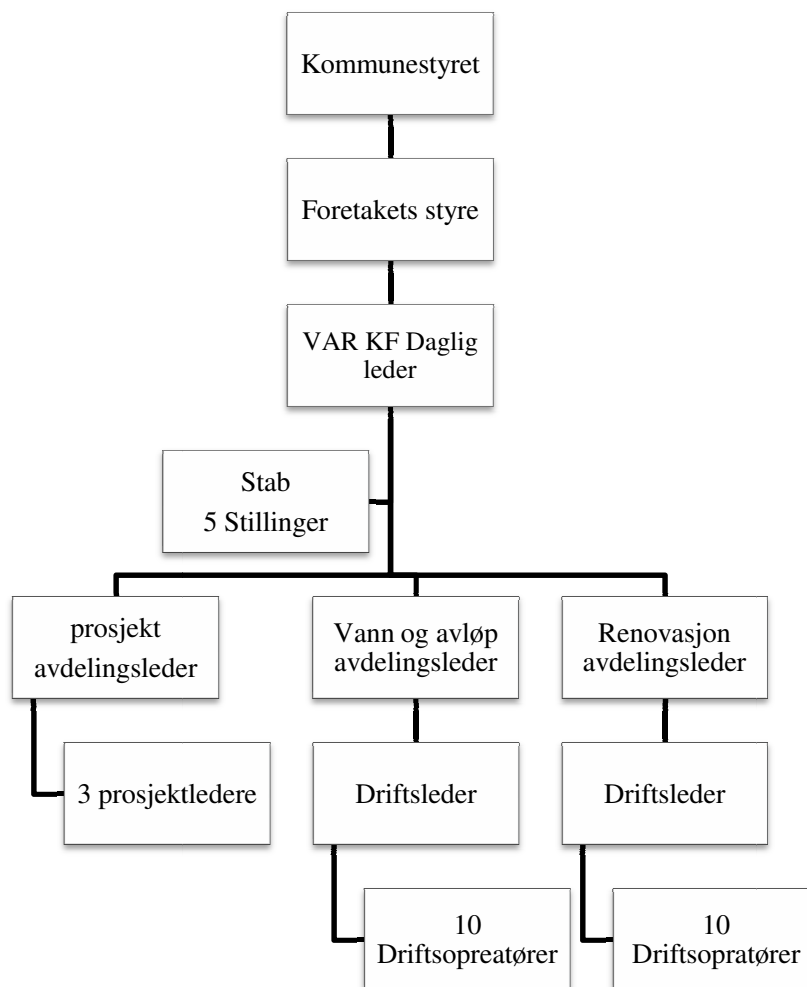 Kommunestyret
Foretakets styre
VAR KF Daglig
leder
Stab
5 Stillinger
prosjekt
avdelingsleder
Vann og avløp
avdelingsleder
Renovasjon
avdelingsleder
3 prosjektledere
Driftsleder
Driftsleder
10
Driftsopreatører
10
Driftsopratører